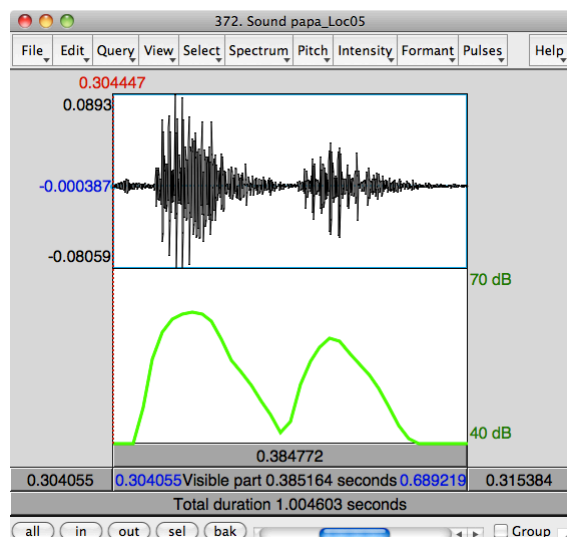 372. Sound papa_Loc05
File Edit Query View Select Spectrum Pitch Intensity Formant Pulses Help
0.304447
0.0893
-0.000387
-0.08059
70 dB
40 dB
0.384772
0.304055 0.304055 Visible part 0.385164 seconds 0.689219 0.315384
Total duration 1.004603 seconds
all in out sel bak Group